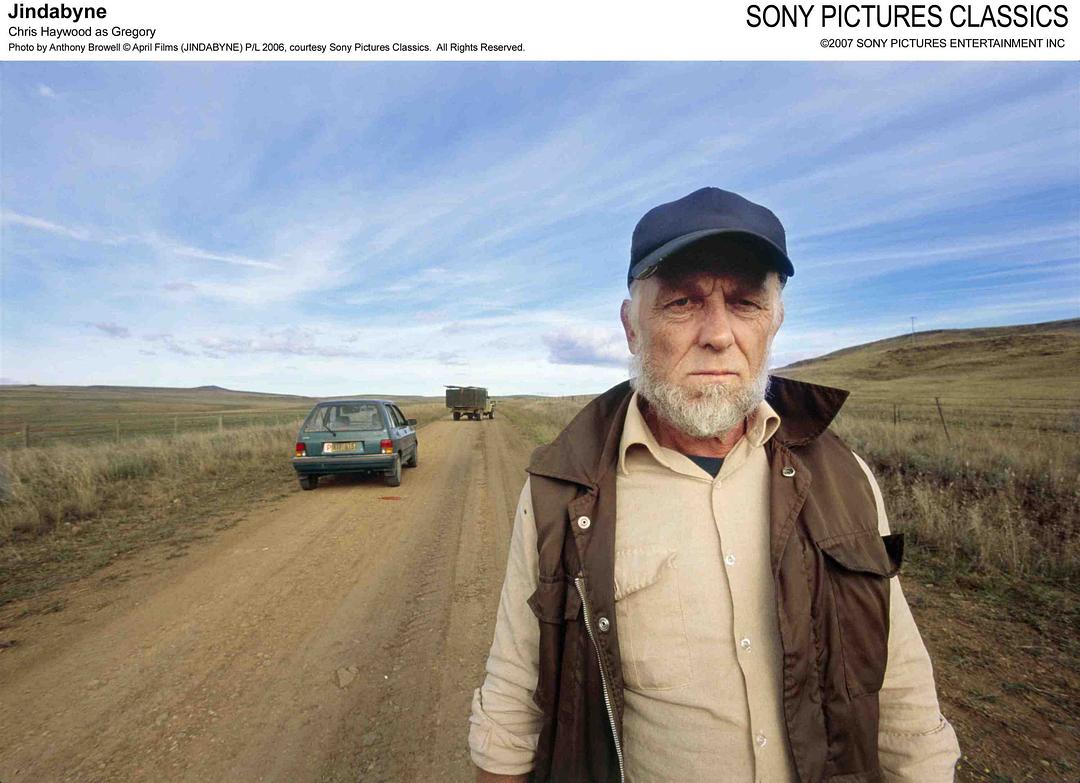 Jindabyne
Chris Haywood as Gregory
Photo by Anthony Browell © April Films (JINDABYNE) P/L 2006, courtesy Sony Pictures Classics.  All Rights Reserved.
SONY PICTURES CLASSICS
©2007 SONY PICTURES ENTERTAINMENT INC